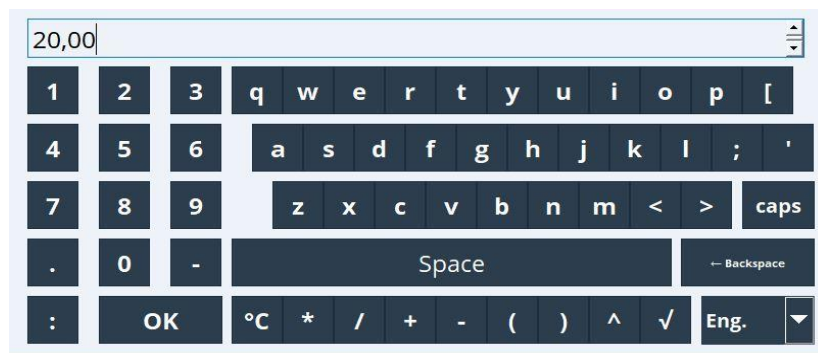 20,00
1 2 3 q w e r t y u i o p [
4 5 6 a s d f g h j k l ; '
7 8 9 z x c v b n m < > caps
. 0 - Space ← Backspace
: OK °C * / + - ( ) ^ √ Eng.